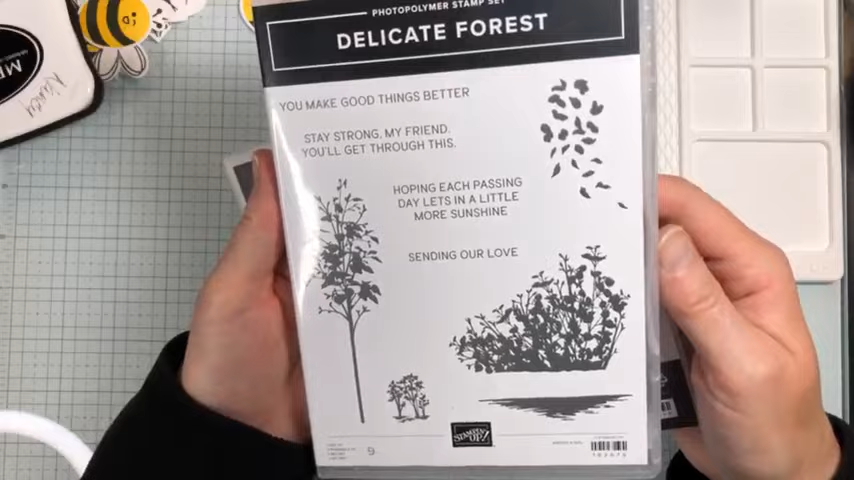 PHOTOPOLYMER STAMP SET
DELICATE FOREST
YOU MAKE GOOD THINGS BETTER
STAY STRONG, MY FRIEND.
YOU'LL GET THROUGH THIS.
HOPING EACH PASSING
DAY LETS IN A LITTLE
MORE SUNSHINE
SENDING OUR LOVE
STAMPIN' UP!
9